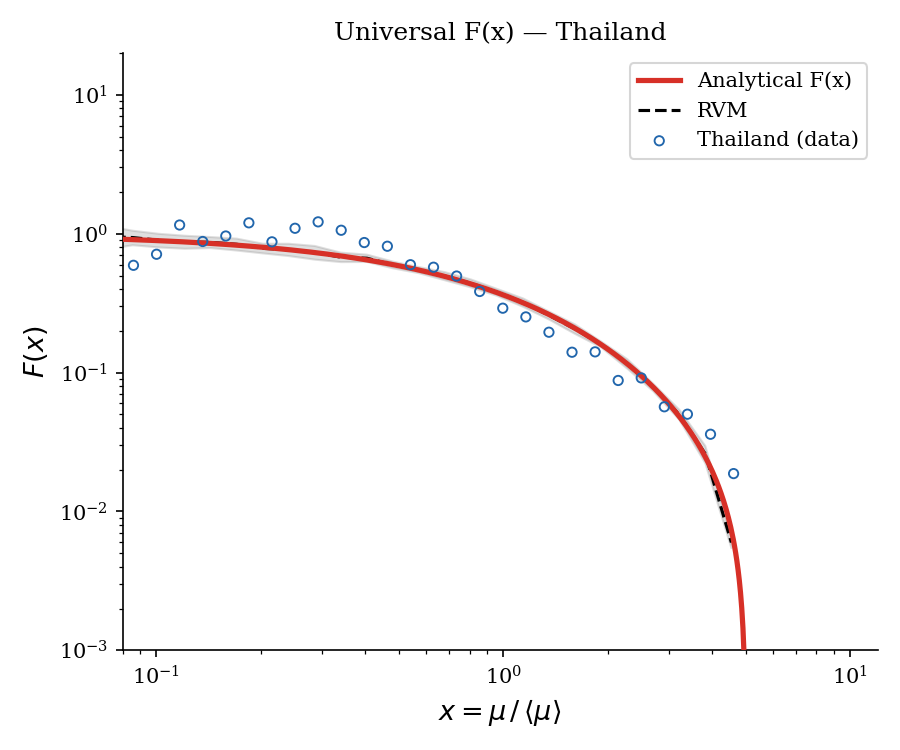 Universal F(x) — Thailand
Analytical F(x)
RVM
Thailand (data)
10¹
10⁰
10⁻¹
10⁻²
10⁻³
F(x)
10⁻¹
10⁰
10¹
x = μ / ⟨μ⟩